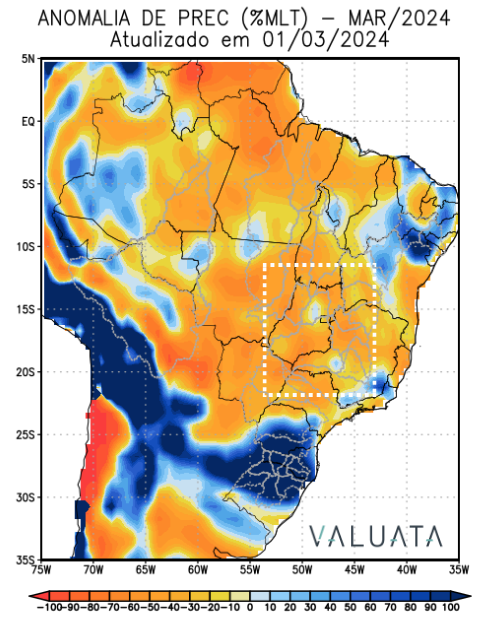 ANOMALIA DE PREC (%MLT) – MAR/2024
Atualizado em 01/03/2024
5N
EQ
5S
10S
15S
20S
25S
30S
35S
VALUATA
75W 70W 65W 60W 55W 50W 45W 40W 35W
-100 -90 -80 -70 -60 -50 -40 -30 -20 -10 0 10 20 30 40 50 60 70 80 90 100